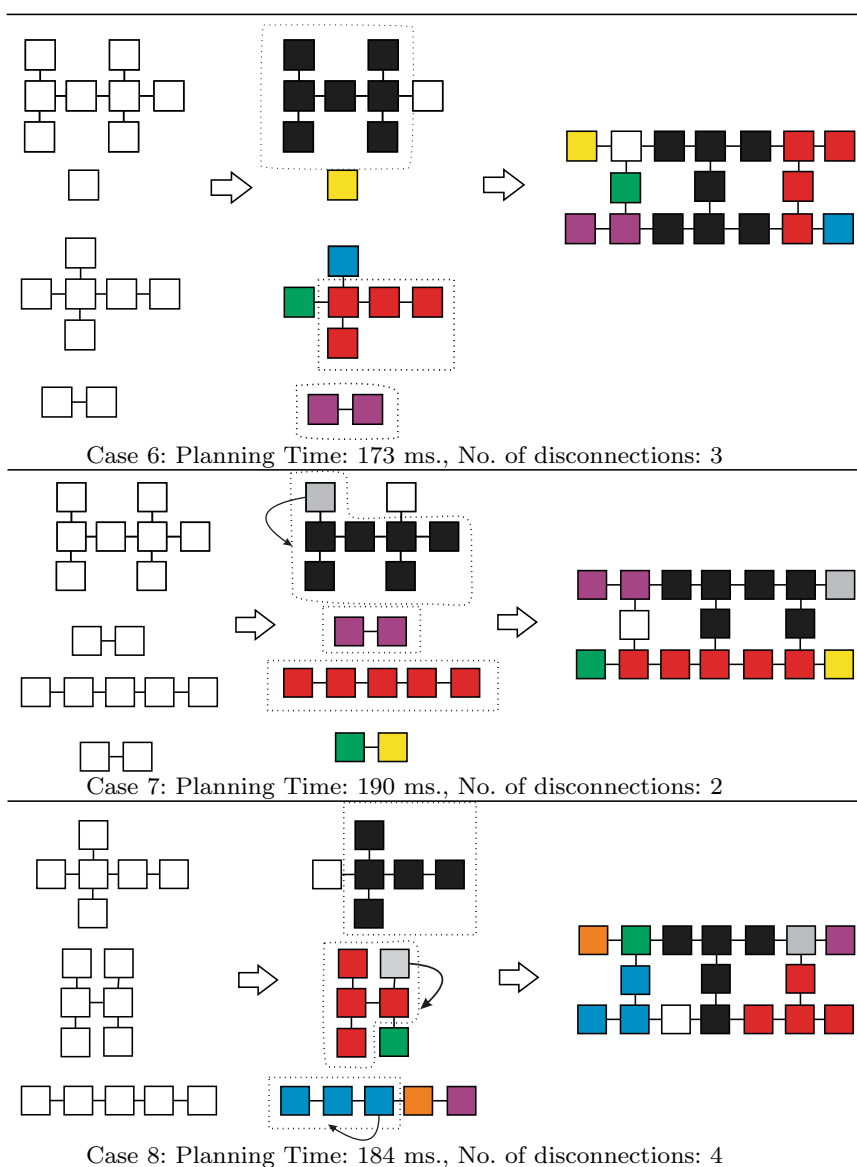 Case 6: Planning Time: 173 ms., No. of disconnections: 3
Case 7: Planning Time: 190 ms., No. of disconnections: 2
Case 8: Planning Time: 184 ms., No. of disconnections: 4